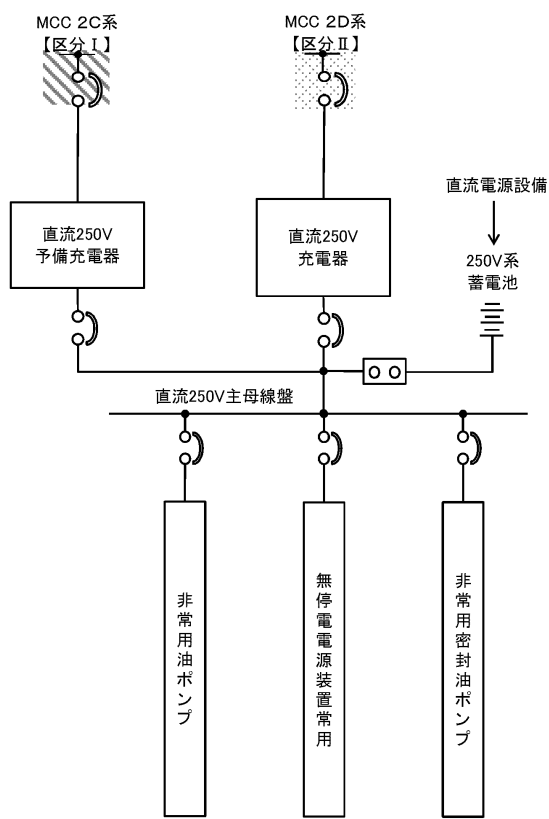 MCC 2C系
【区分Ⅰ】
MCC 2D系
【区分Ⅱ】
直流電源設備
直流250V
予備充電器
直流250V
充電器
250V系
蓄電池
直流250V主母線盤
非常用油ポンプ
無停電電源装置常用
非常用密封油ポンプ